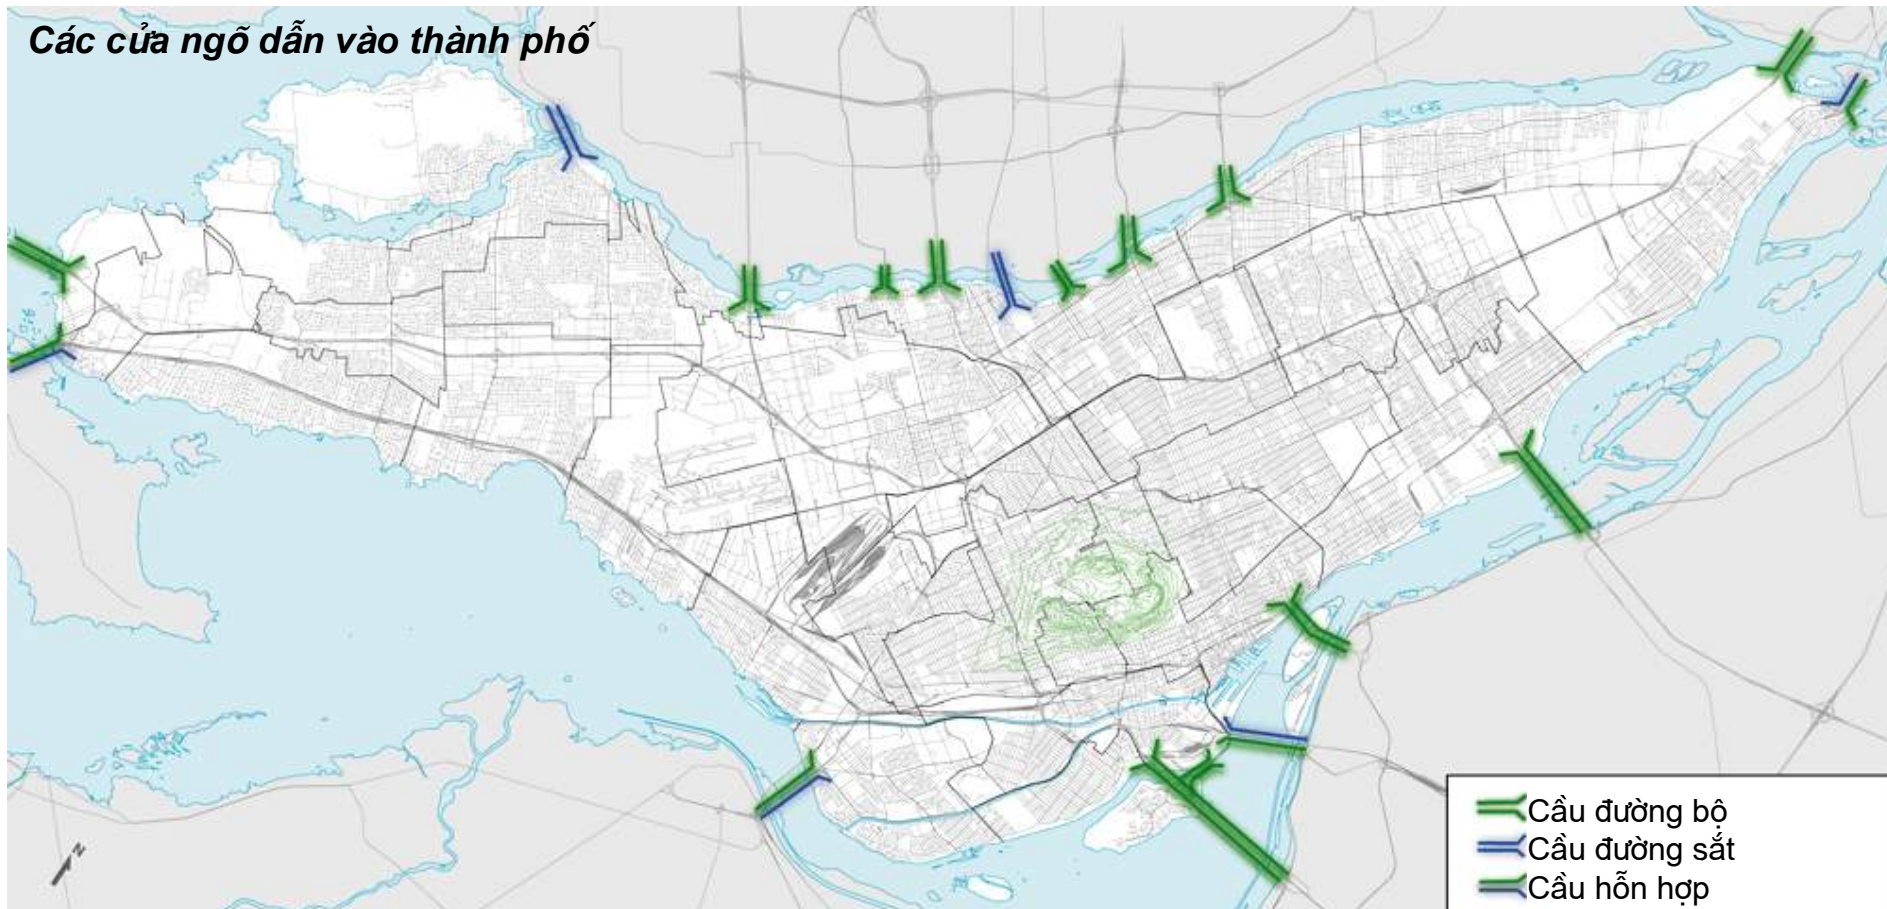 Các cửa ngõ dẫn vào thành phố
N
Cầu đường bộ
Cầu đường sắt
Cầu hỗn hợp